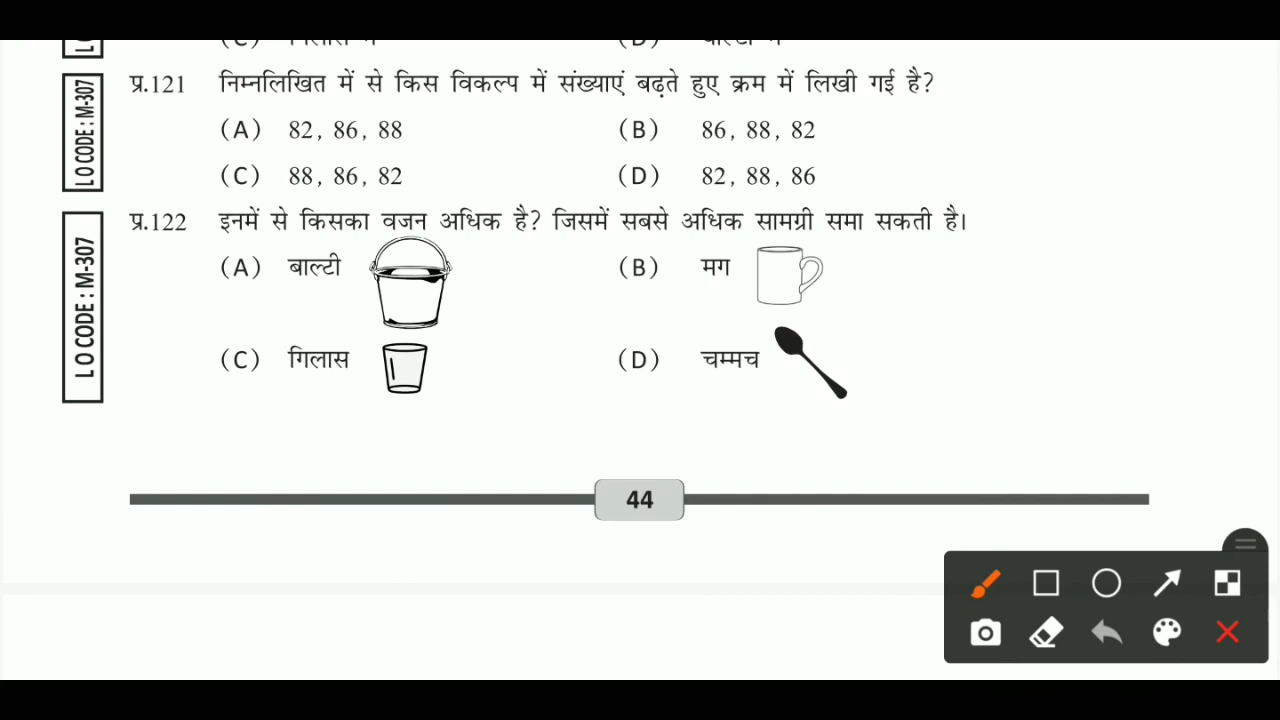 प्र.121 निम्नलिखित में से किस विकल्प में संख्याएं बढ़ते हुए क्रम में लिखी गई है?
(A) 82, 86, 88 (B) 86, 88, 82
(C) 88, 86, 82 (D) 82, 88, 86
LO CODE : M-307
प्र.122 इनमें से किसका वजन अधिक है? जिसमें सबसे अधिक सामग्री समा सकती है।
(A) बाल्टी (B) मग
(C) गिलास (D) चम्मच
LO CODE : M-307
44